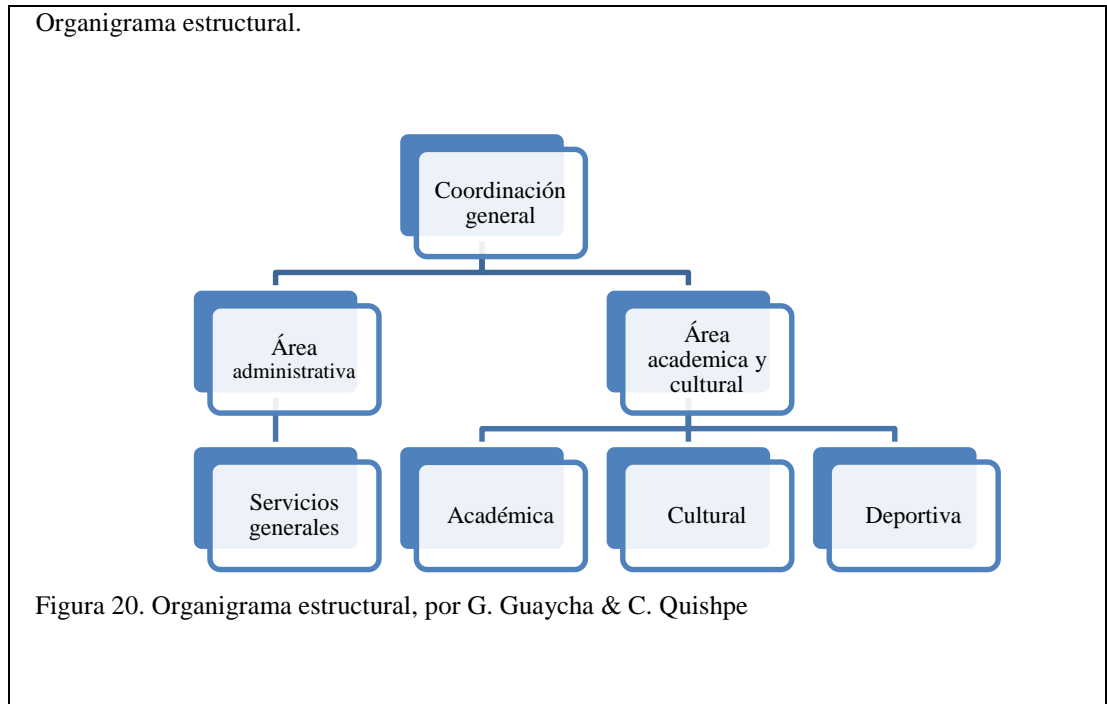 Organigrama estructural.
Coordinación
general
Área
administrativa
Área
academica y
cultural
Servicios
generales
Académica
Cultural
Deportiva
Figura 20. Organigrama estructural, por G. Guaycha & C. Quishpe